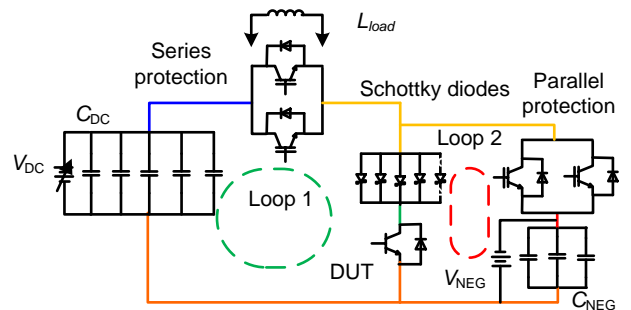 L_load
Series
protection
Schottky diodes
Parallel
protection
C_DC
Loop 2
V_DC
Loop 1
DUT
V_NEG
C_NEG